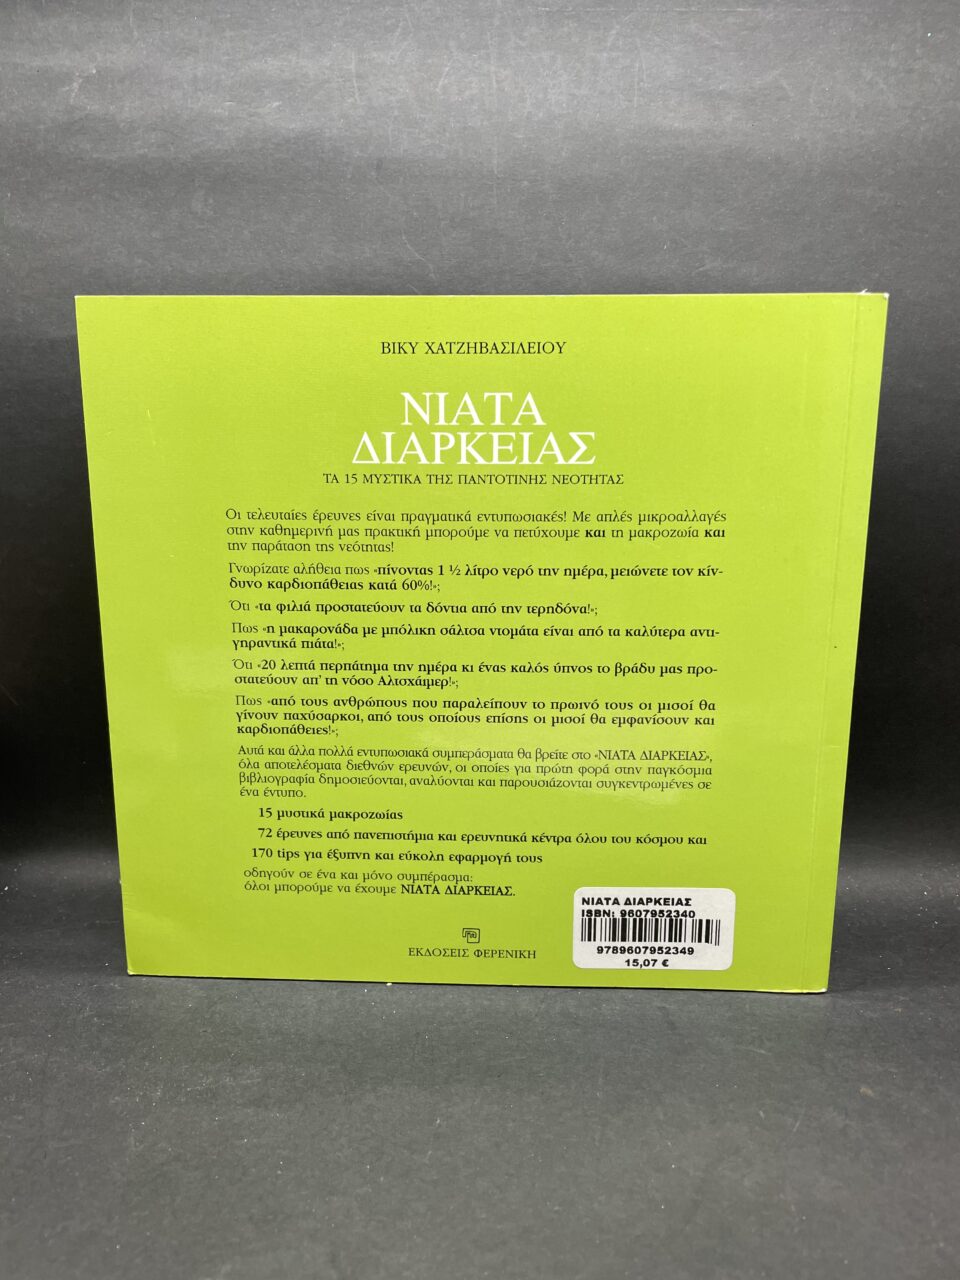 ΒΙΚΥ ΧΑΤΖΗΒΑΣΙΛΕΙΟΥ
ΝΙΑΤΑ
ΔΙΑΡΚΕΙΑΣ
ΤΑ 15 ΜΥΣΤΙΚΑ ΤΗΣ ΠΑΝΤΟΤΙΝΗΣ ΝΕΟΤΗΤΑΣ
Οι τελευταίες έρευνες είναι πραγματικά εντυπωσιακές! Με απλές μικροαλλαγές
στην καθημερινή μας πρακτική μπορούμε να πετύχουμε και τη μακροζωία και
την παράταση της νεότητας!
Γνωρίζατε αλήθεια πως «πίνοντας 1 ½ λίτρο νερό την ημέρα, μειώνετε τον κίν-
δυνο καρδιοπάθειας κατά 60%!»;
Ότι «τα φιλιά προστατεύουν τα δόντια από την τερηδόνα!»;
Πως «η μακαρονάδα με μπόλικη σάλτσα ντομάτα είναι από τα καλύτερα αντι-
γηραντικά πιάτα!»;
Ότι «20 λεπτά περπάτημα την ημέρα κι ένας καλός ύπνος το βράδυ μας προ-
στατεύουν απ' τη νόσο Αλτσχάιμερ!»;
Πως «από τους ανθρώπους που παραλείπουν το πρωινό τους οι μισοί θα
γίνουν παχύσαρκοι, από τους οποίους επίσης οι μισοί θα εμφανίσουν και
καρδιοπάθειες!»;
Αυτά και άλλα πολλά εντυπωσιακά συμπεράσματα θα βρείτε στο «ΝΙΑΤΑ ΔΙΑΡΚΕΙΑΣ»,
όλα αποτελέσματα διεθνών ερευνών, οι οποίες για πρώτη φορά στην παγκόσμια
βιβλιογραφία δημοσιεύονται, αναλύονται και παρουσιάζονται συγκεντρωμένες σε
ένα έντυπο.
15 μυστικά μακροζωίας
72 έρευνες από πανεπιστήμια και ερευνητικά κέντρα όλου του κόσμου και
170 tips για έξυπνη και εύκολη εφαρμογή τους
οδηγούν σε ένα και μόνο συμπέρασμα:
όλοι μπορούμε να έχουμε ΝΙΑΤΑ ΔΙΑΡΚΕΙΑΣ.
ΕΚΔΟΣΕΙΣ ΦΕΡΕΝΙΚΗ
ΝΙΑΤΑ ΔΙΑΡΚΕΙΑΣ
ISBN: 9607952340
9789607952349
15,07 €